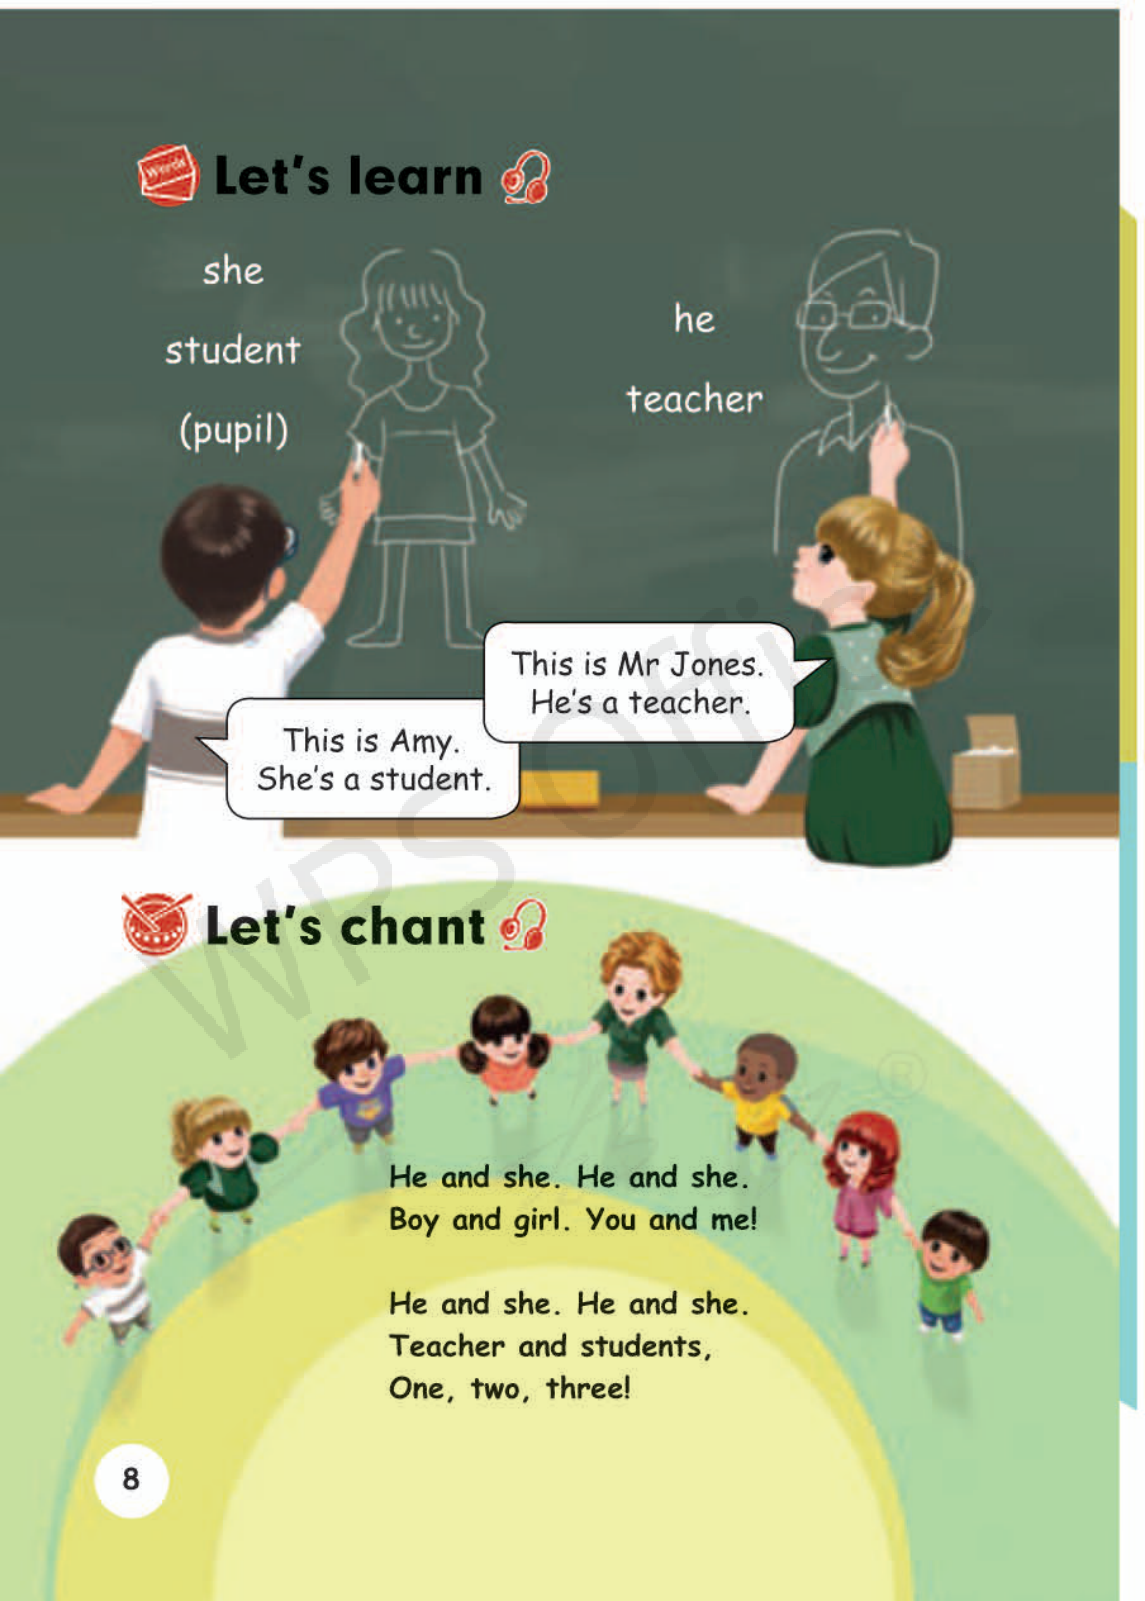 Words
Let's learn
she
student
(pupil)
he
teacher
This is Mr Jones.
He's a teacher.
This is Amy.
She's a student.
WPS Office
Let's chant
He and she. He and she.
Boy and girl. You and me!
He and she. He and she.
Teacher and students,
One, two, three!
8